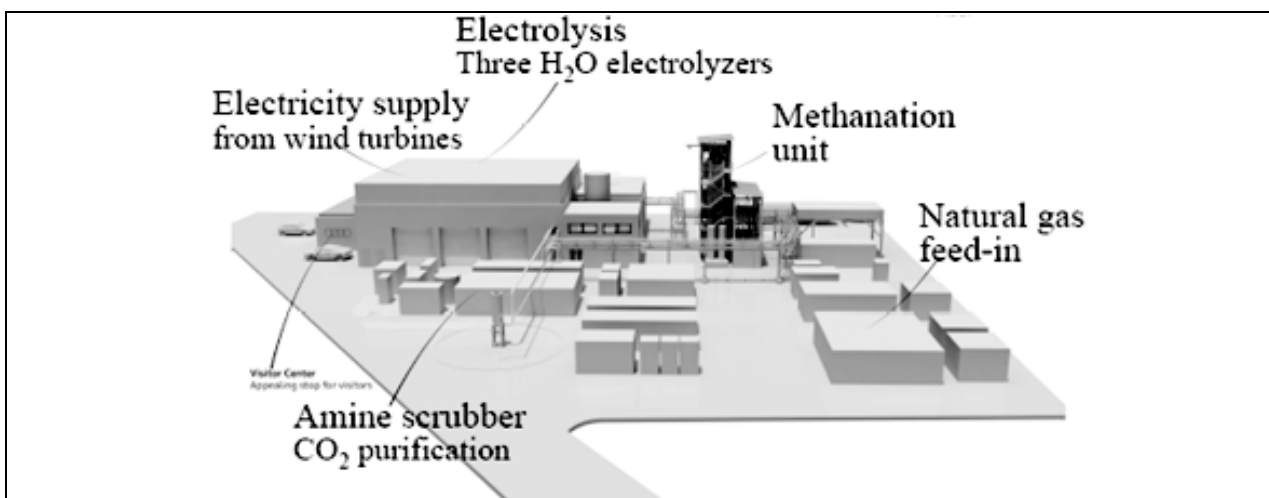 Electrolysis
Three H₂O electrolyzers
Electricity supply
from wind turbines
Methanation
unit
Natural gas
feed-in
Visitor Center
Appealing stop for visitors
Amine scrubber
CO₂ purification